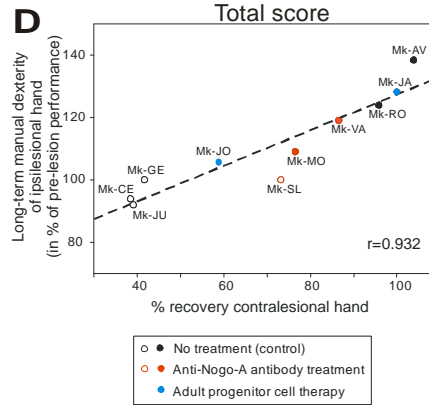 D
Total score
Long-term manual dexterity
of ipsilesional hand
(in % of pre-lesion performance)
140
120
100
80
Mk-AV
Mk-JA
Mk-RO
Mk-VA
Mk-JO
Mk-MO
Mk-GE
Mk-SL
Mk-CE
Mk-JU
r=0.932
40
60
80
100
% recovery contralesional hand
No treatment (control)
Anti-Nogo-A antibody treatment
Adult progenitor cell therapy